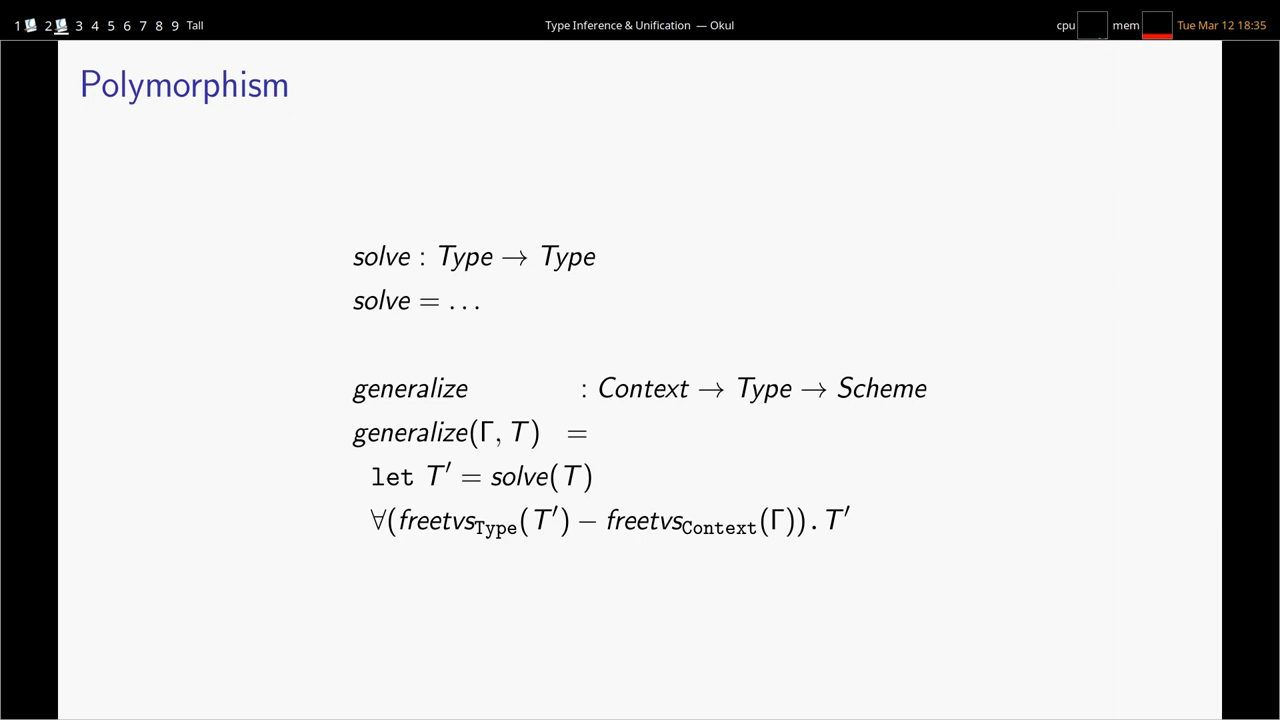 1 2 3 4 5 6 7 8 9 Tall
Type Inference & Unification — Okul
cpu mem Tue Mar 12 18:35
Polymorphism
solve : Type → Type
solve = . . .
generalize : Context → Type → Scheme
generalize(Γ, T) =
let T′ = solve(T)
∀(freetvsType(T′) − freetvsContext(Γ)). T′